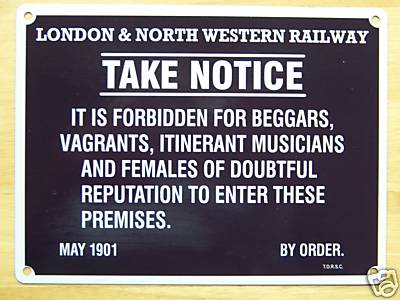 LONDON & NORTH WESTERN RAILWAY
TAKE NOTICE
IT IS FORBIDDEN FOR BEGGARS,
VAGRANTS, ITINERANT MUSICIANS
AND FEMALES OF DOUBTFUL
REPUTATION TO ENTER THESE
PREMISES.
MAY 1901 BY ORDER.
T.O.R.S.C.
ebay